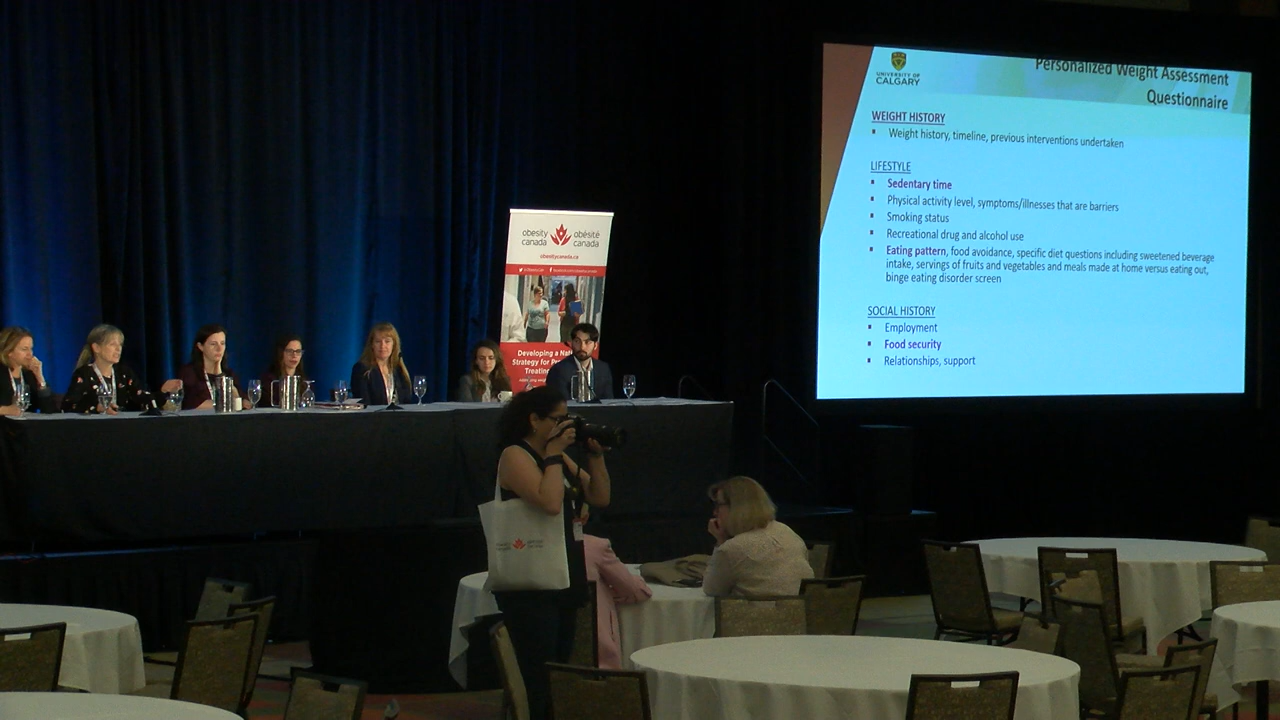 UNIVERSITY OF
CALGARY
Personalized Weight Assessment
Questionnaire
WEIGHT HISTORY
▪ Weight history, timeline, previous interventions undertaken
LIFESTYLE
▪ Sedentary time
▪ Physical activity level, symptoms/illnesses that are barriers
▪ Smoking status
▪ Recreational drug and alcohol use
▪ Eating pattern, food avoidance, specific diet questions including sweetened beverage
intake, servings of fruits and vegetables and meals made at home versus eating out,
binge eating disorder screen
SOCIAL HISTORY
▪ Employment
▪ Food security
▪ Relationships, support
obesity canada
obésité canada
obesitycanada.ca
Developing a
Strategy for
Treating